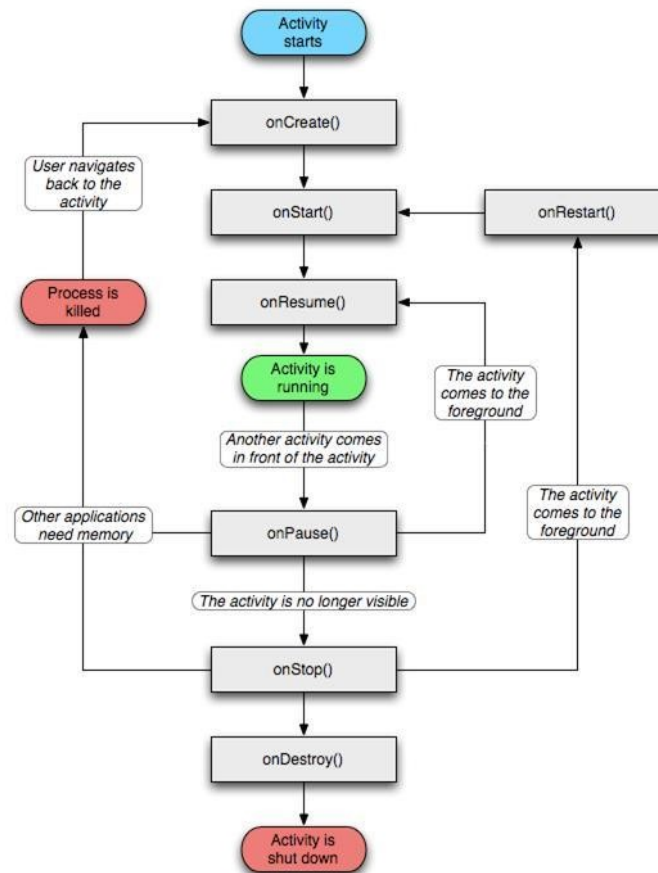 Activity
starts
onCreate()
User navigates
back to the
activity
onStart()
onRestart()
Process is
killed
onResume()
Activity is
running
The activity
comes to the
foreground
Another activity comes
in front of the activity
The activity
comes to the
foreground
Other applications
need memory
onPause()
The activity is no longer visible
onStop()
onDestroy()
Activity is
shut down